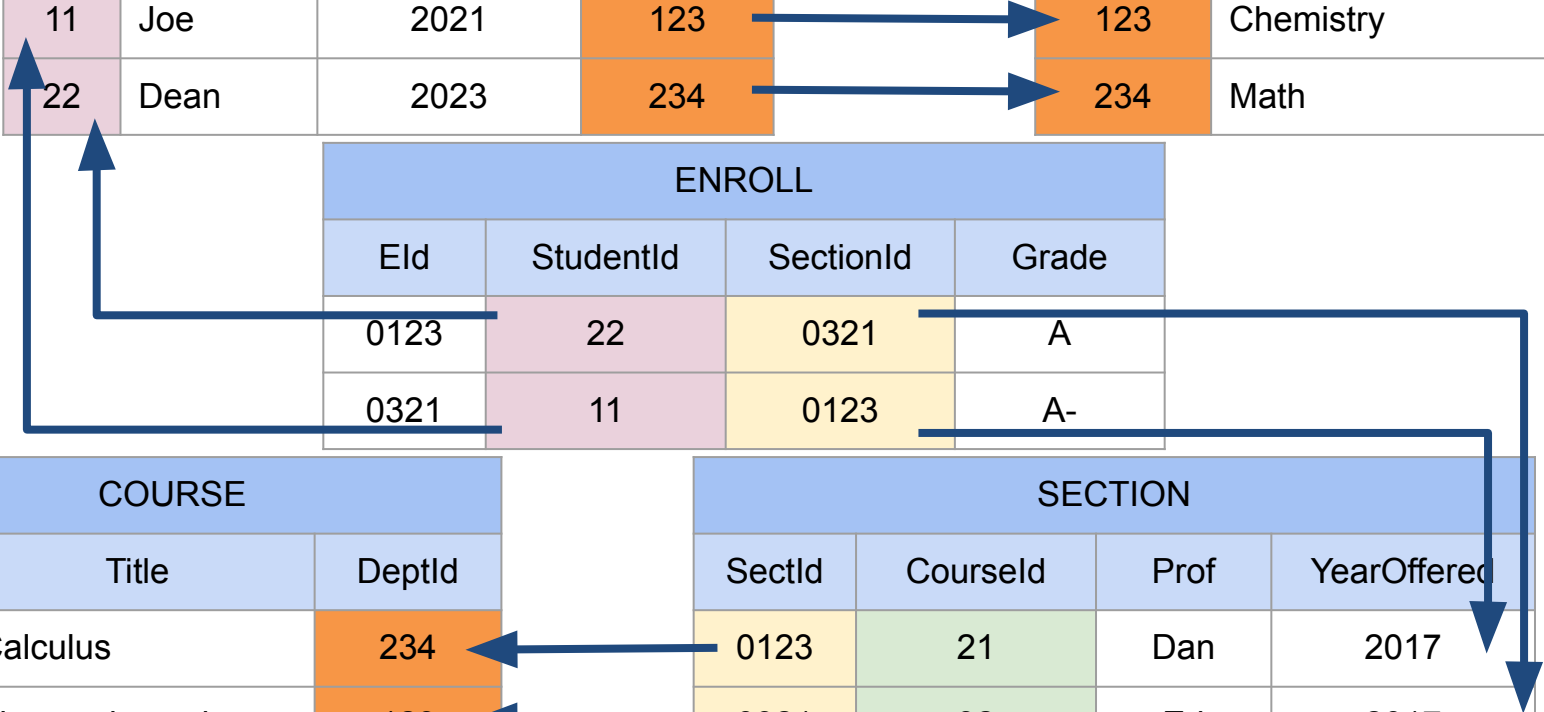 11 Joe 2021 123 123 Chemistry
22 Dean 2023 234 234 Math
ENROLL
EId StudentId SectionId Grade
0123 22 0321 A
0321 11 0123 A-
COURSE SECTION
Title DeptId SectId CourseId Prof YearOffered
Calculus 234 0123 21 Dan 2017